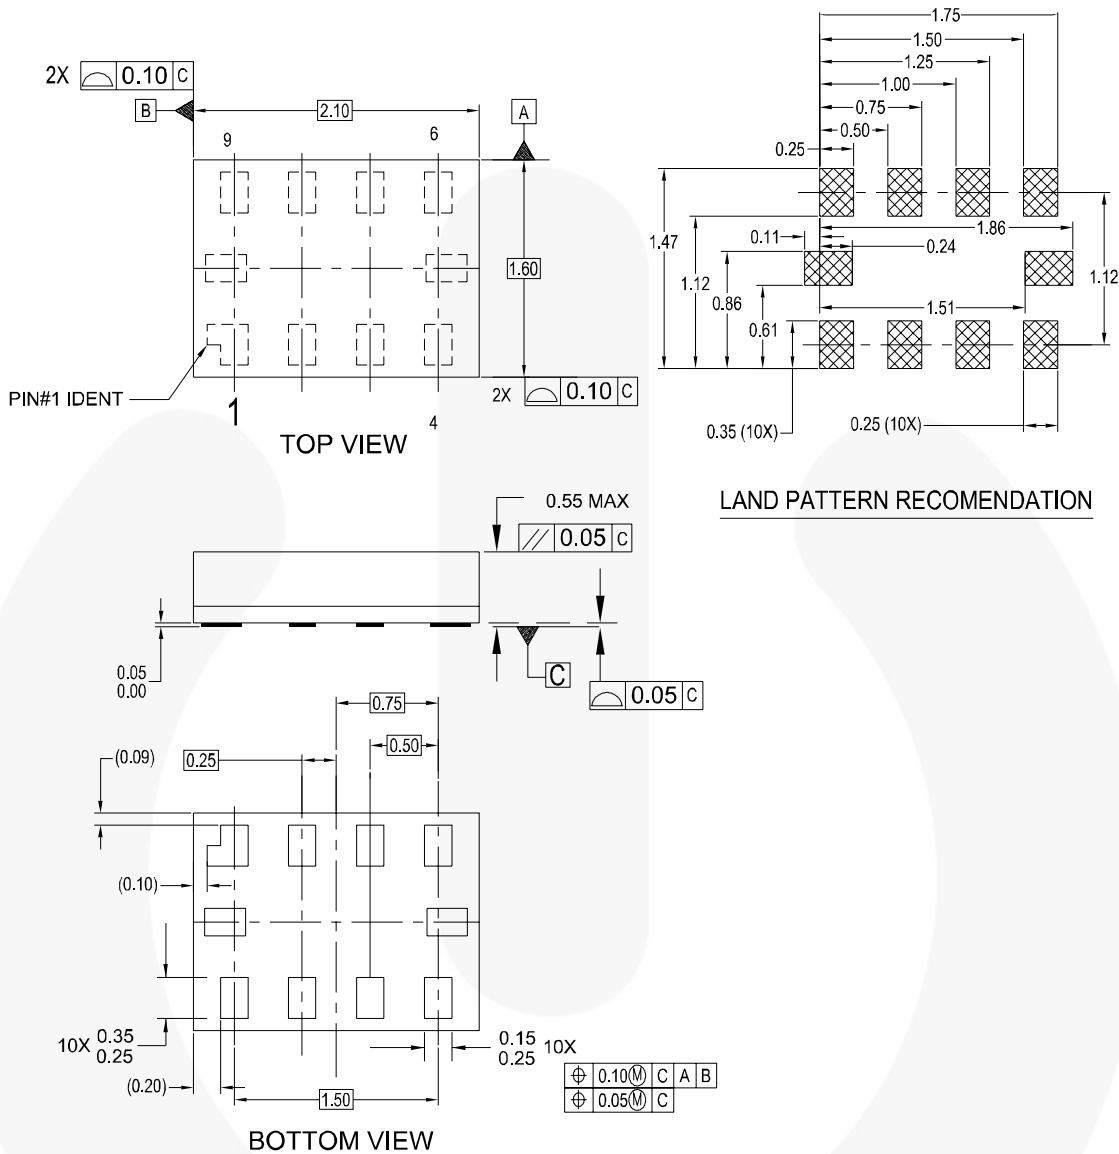 2X 0.10 C
B
2.10
A
9
6
1.60
PIN#1 IDENT
1
4
2X 0.10 C
TOP VIEW
1.75
1.50
1.25
1.00
0.75
0.50
0.25
1.47
1.12
0.11
1.86
0.24
0.86
0.61
1.51
1.12
0.35 (10X)
0.25 (10X)
LAND PATTERN RECOMENDATION
0.55 MAX
// 0.05 C
0.05
0.00
C
0.05 C
0.75
0.50
(0.09)
0.25
(0.10)
10X 0.35
0.25
0.15
0.25 10X
(0.20)
1.50
⌖ 0.10Ⓜ C A B
⌖ 0.05Ⓜ C
BOTTOM VIEW